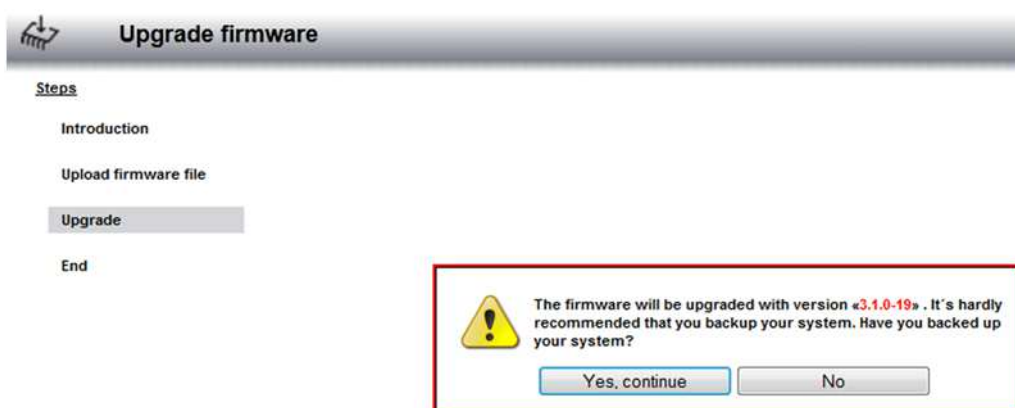 Upgrade firmware
Steps
Introduction
Upload firmware file
Upgrade
End
The firmware will be upgraded with version «3.1.0-19» . It´s hardly
recommended that you backup your system. Have you backed up
your system?
Yes, continue
No